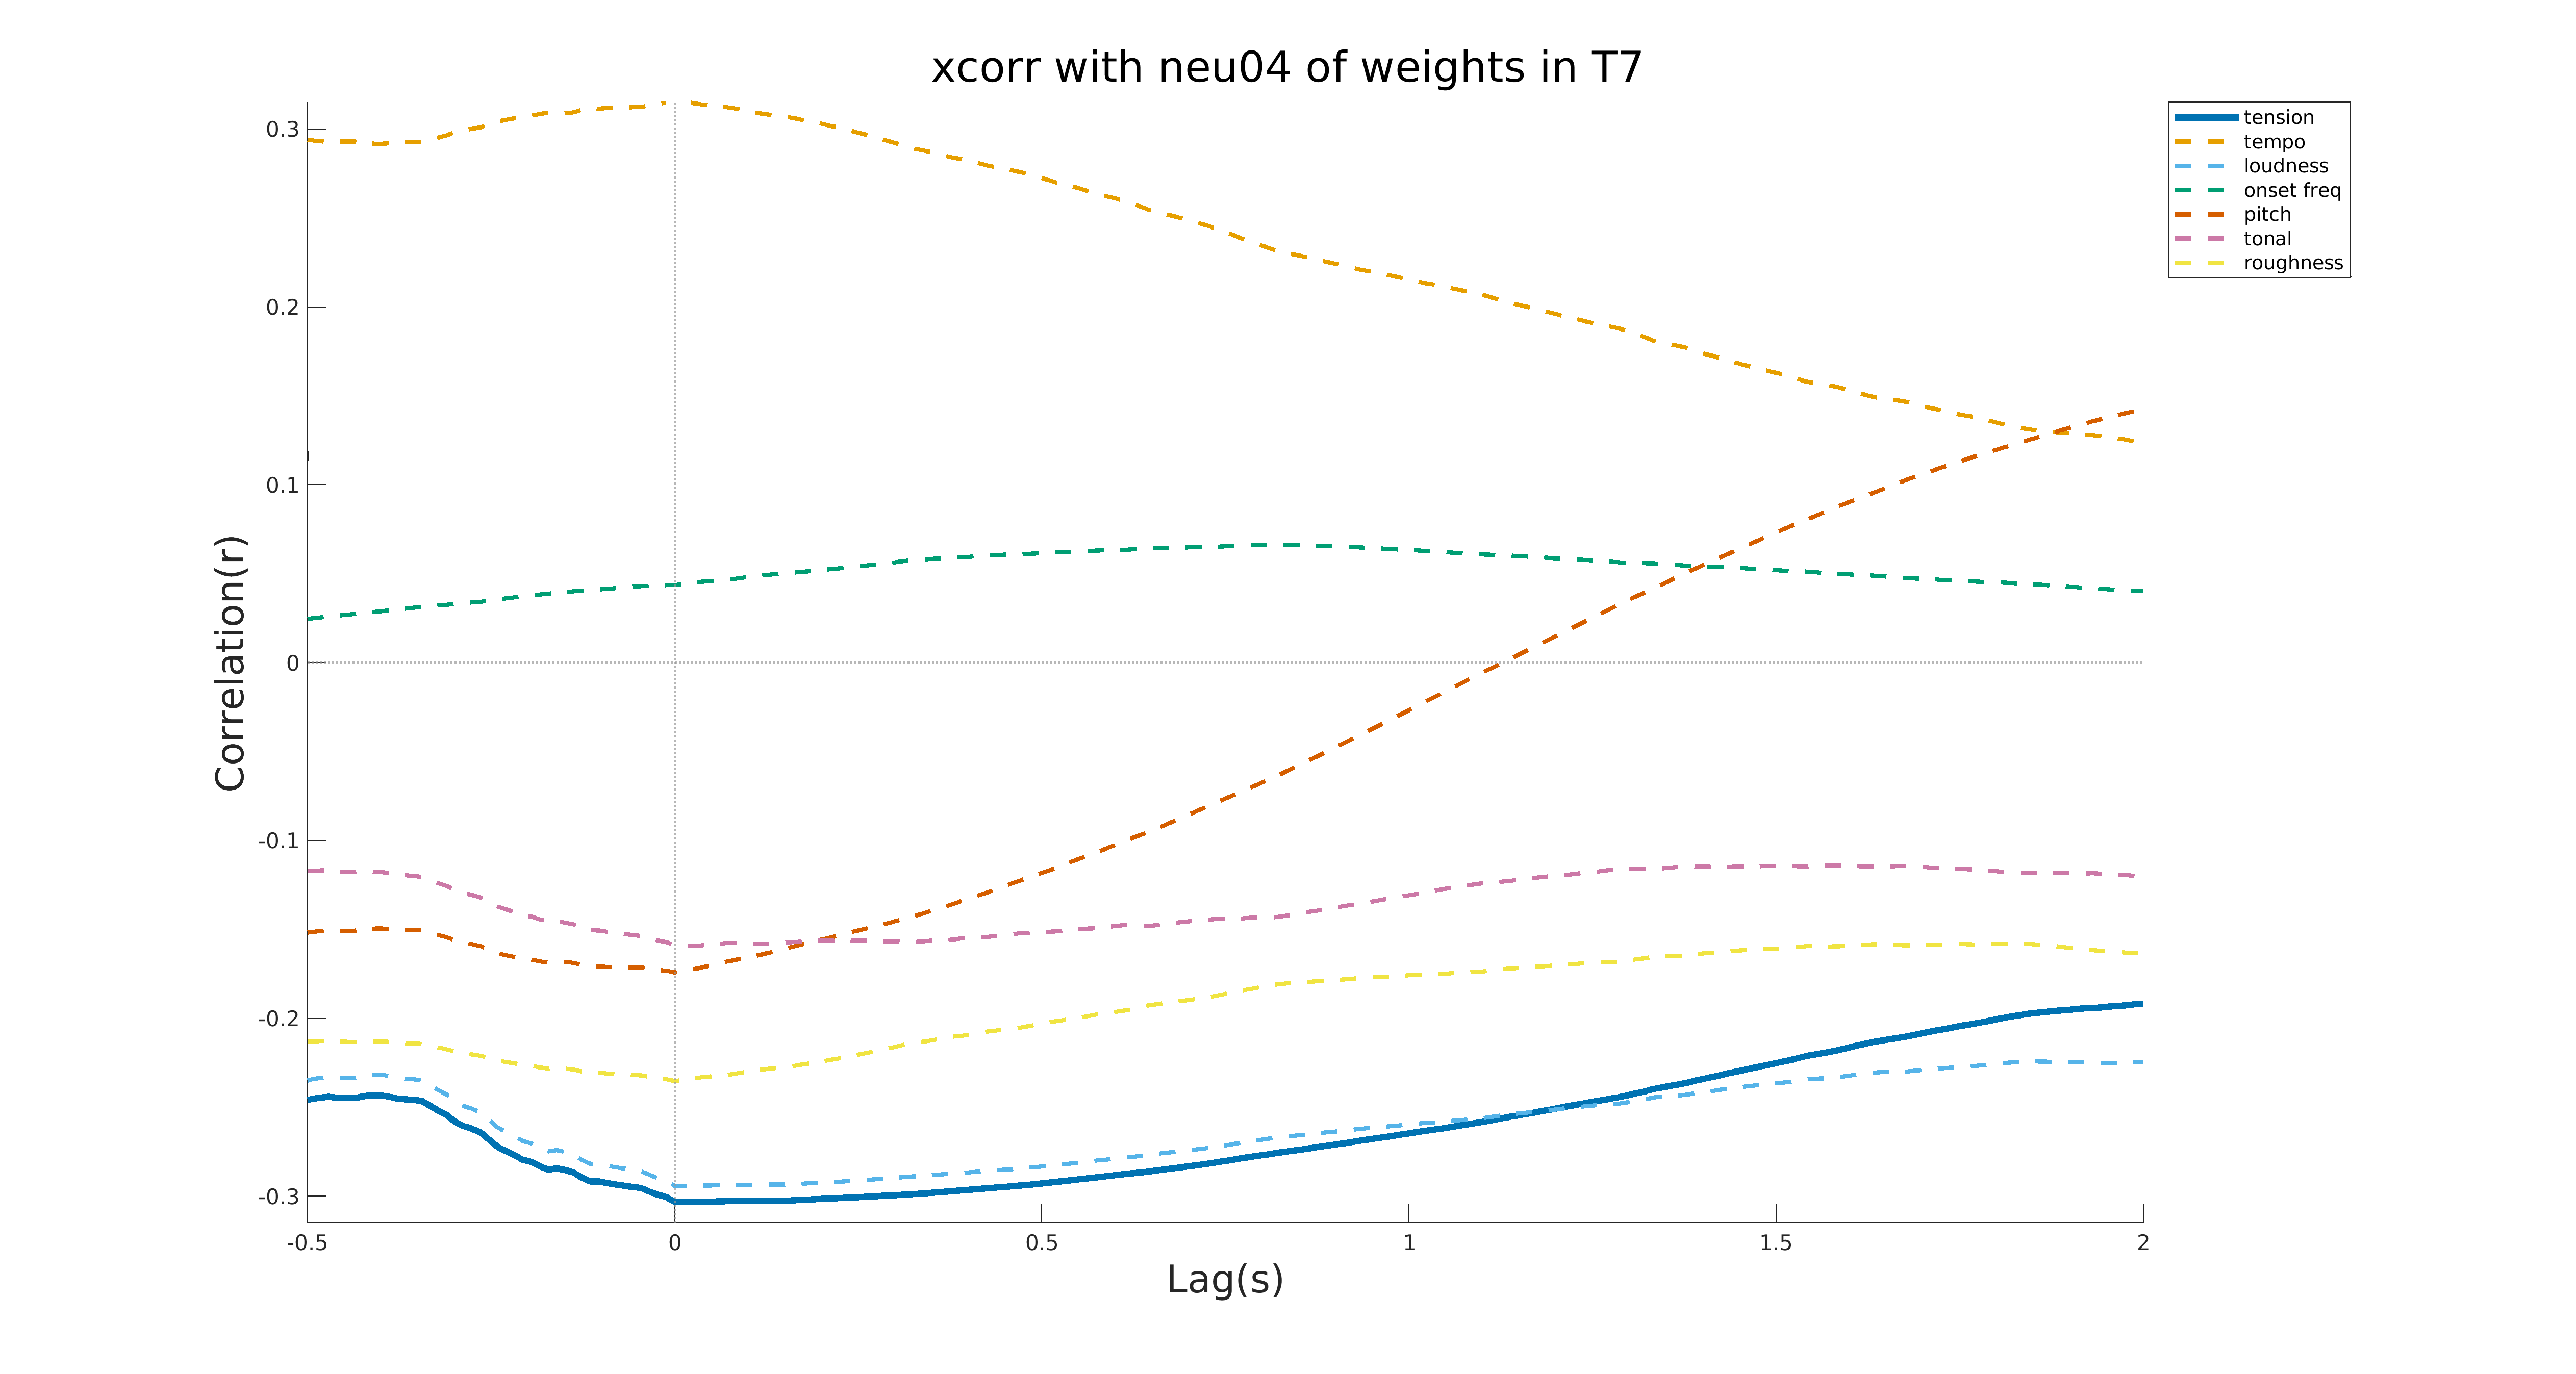 xcorr with neu04 of weights in T7
tension
tempo
loudness
onset freq
pitch
tonal
roughness
Correlation(r)
0.3
0.2
0.1
0
-0.1
-0.2
-0.3
-0.5
0
0.5
1
1.5
2
Lag(s)